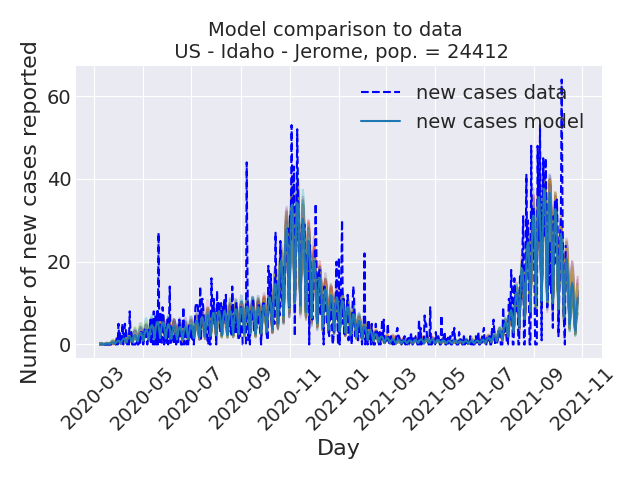 Model comparison to data
US - Idaho - Jerome, pop. = 24412
Number of new cases reported
60
40
20
0
new cases data
new cases model
2020-03
2020-05
2020-07
2020-09
2020-11
2021-01
2021-03
2021-05
2021-07
2021-09
2021-11
Day